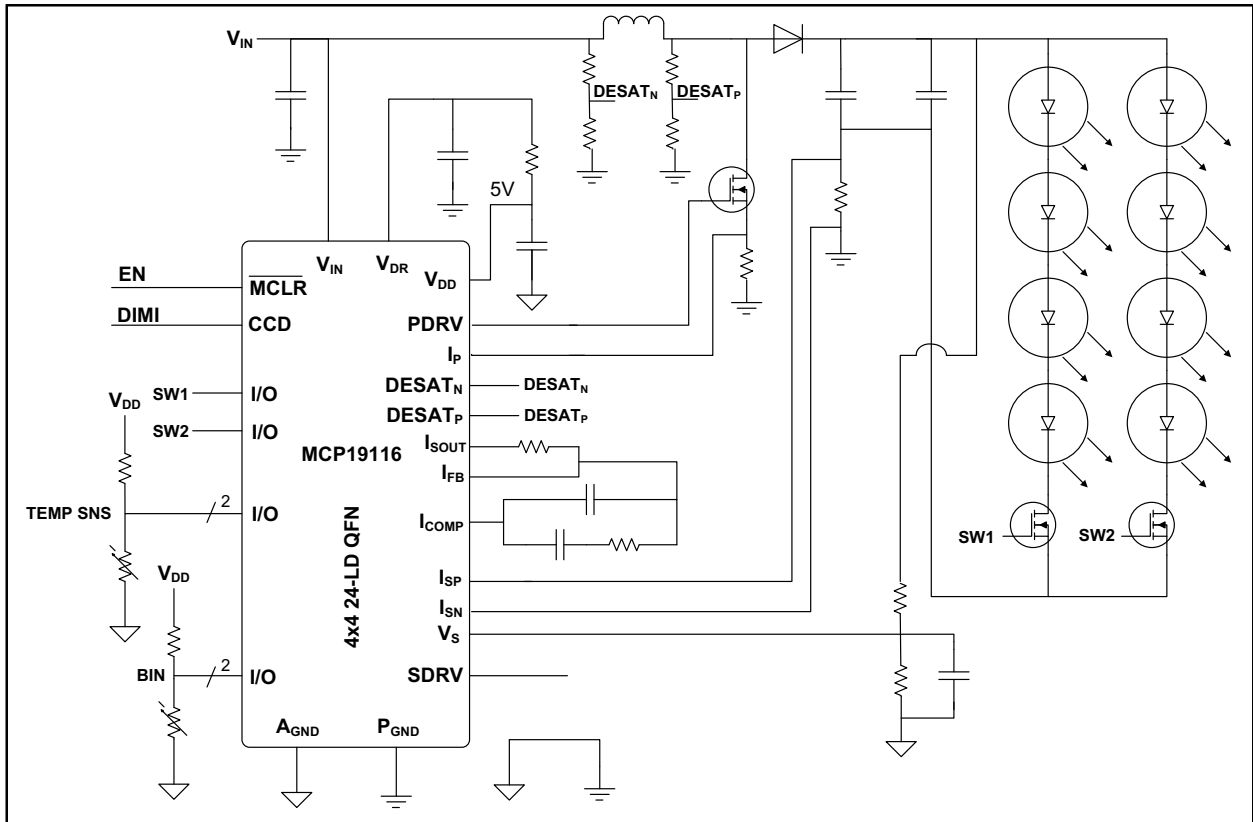 VIN
DESATN
DESATP
5V
VIN
VDR
VDD
EN
MCLR
DIMI
CCD
PDRV
IP
SW1
I/O
DESATN
DESATN
VDD
SW2
I/O
DESATP
DESATP
MCP19116
ISOUT
IFB
TEMP SNS
2
I/O
ICOMP
4x4 24-LD QFN
SW1
SW2
VDD
ISP
ISN
VS
BIN
2
I/O
SDRV
AGND
PGND